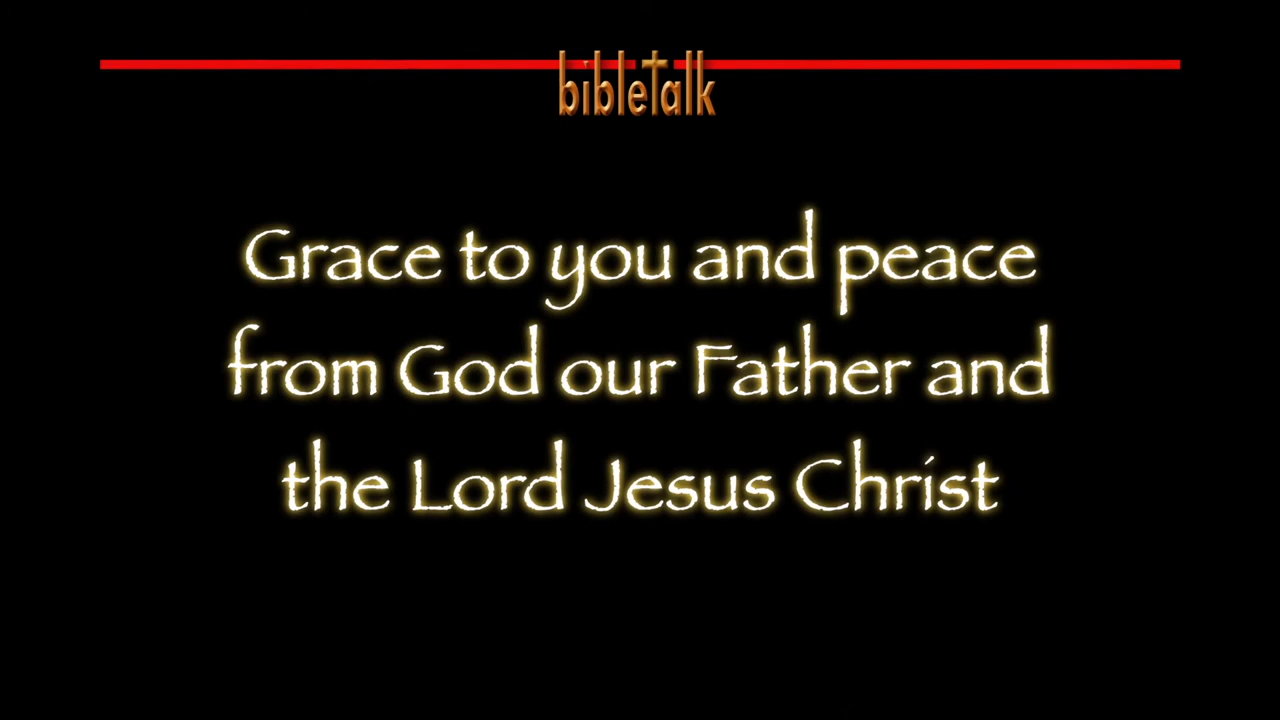 bibleTalk
Grace to you and peace
from God our Father and
the Lord Jesus Christ